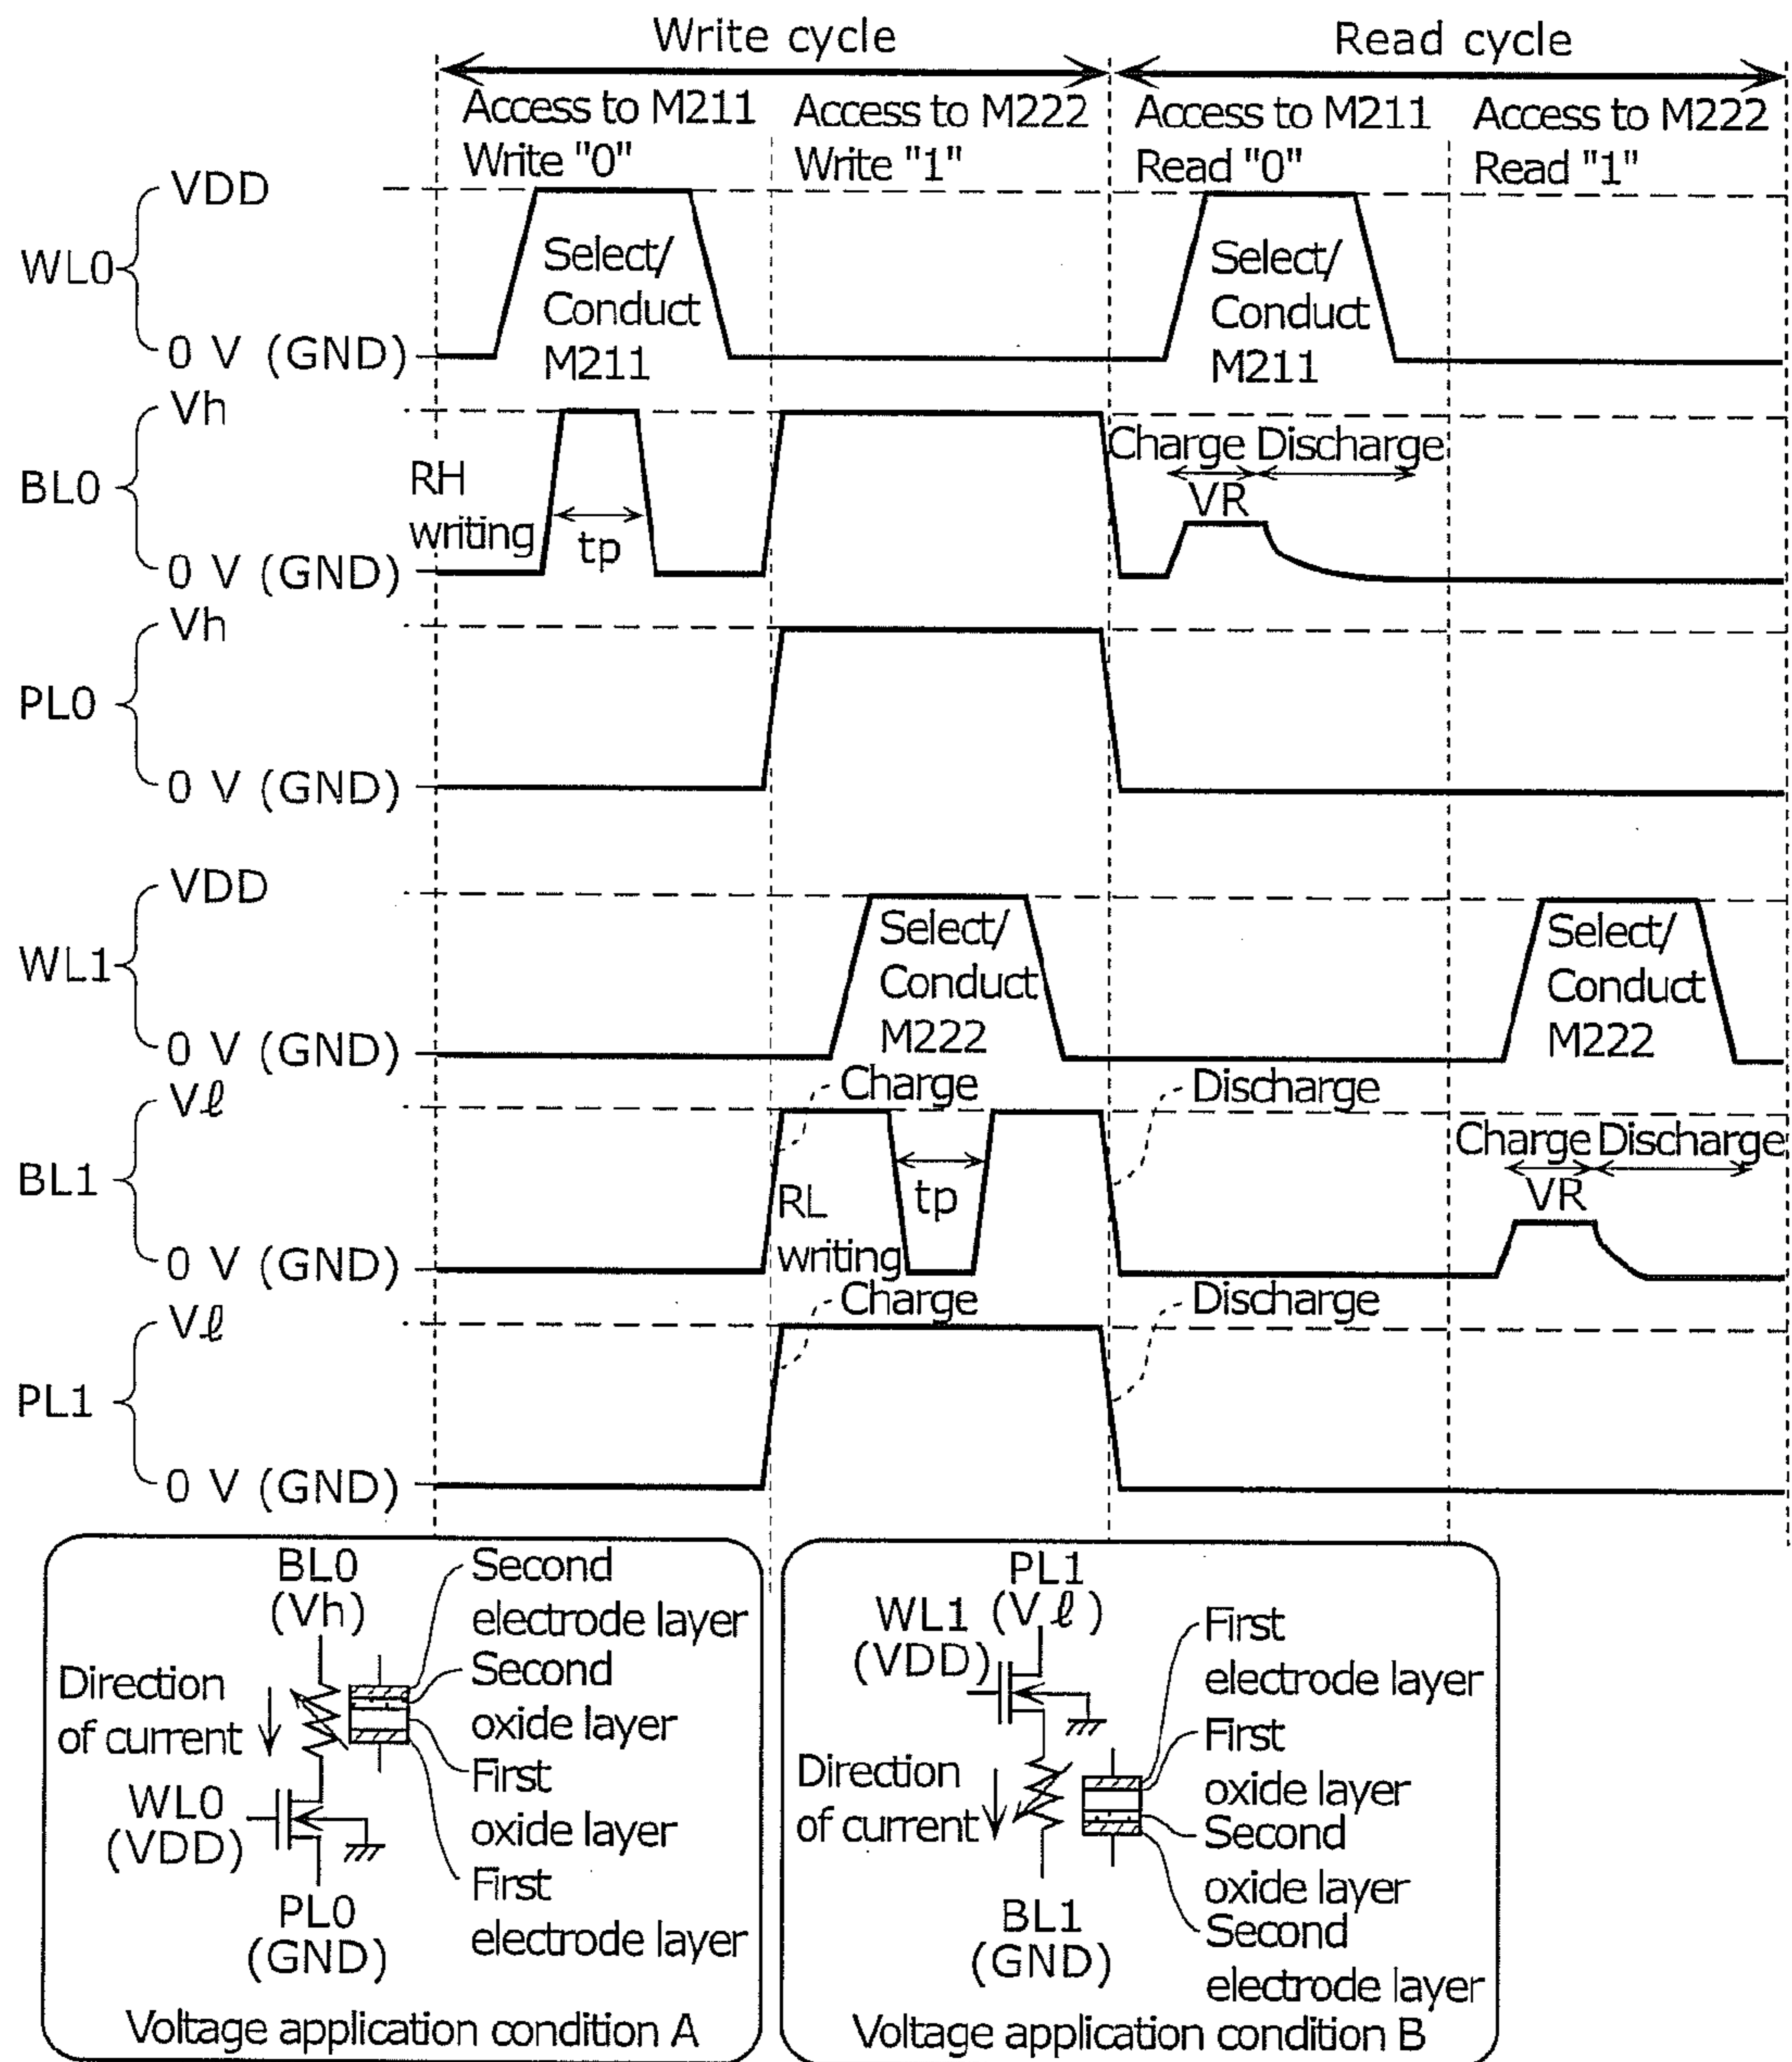 Write cycle
Read cycle
Access to M211
Write "0"
Access to M222
Write "1"
Access to M211
Read "0"
Access to M222
Read "1"
WL0
VDD
0 V (GND)
Select/
Conduct
M211
Select/
Conduct
M211
BL0
Vh
0 V (GND)
RH
writing
tp
Charge
Discharge
VR
PL0
Vh
0 V (GND)
WL1
VDD
0 V (GND)
Select/
Conduct
M222
Select/
Conduct
M222
BL1
Vℓ
0 V (GND)
Charge
RL
writing
tp
Discharge
Charge
Discharge
VR
PL1
Vℓ
0 V (GND)
Charge
Discharge
BL0
(Vh)
Direction
of current
WL0
(VDD)
PL0
(GND)
Second
electrode layer
Second
oxide layer
First
oxide layer
First
electrode layer
Voltage application condition A
PL1
(Vℓ)
WL1
(VDD)
Direction
of current
BL1
(GND)
First
electrode layer
First
oxide layer
Second
oxide layer
Second
electrode layer
Voltage application condition B